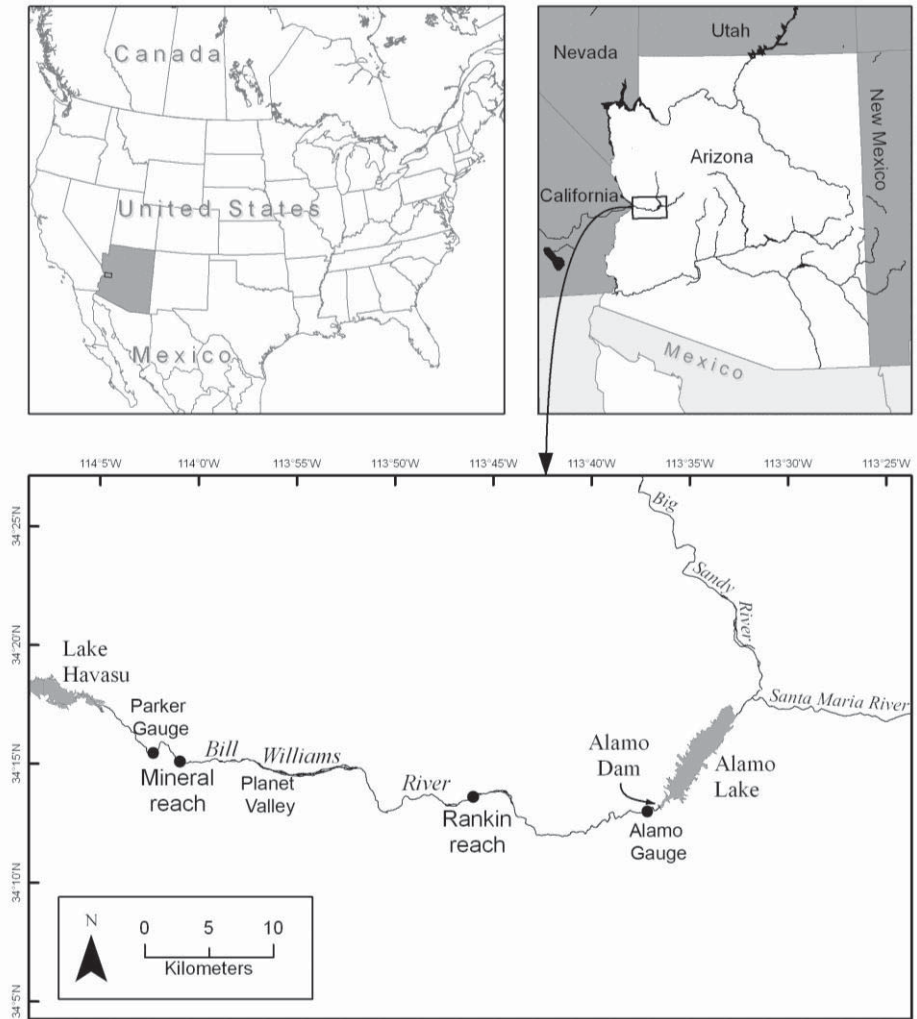 Canada
United States
Mexico
Utah
Nevada
New Mexico
Arizona
California
Mexico
114°5'W 114°0'W 113°55'W 113°50'W 113°45'W 113°40'W 113°35'W 113°30'W 113°25'W
34°25'N
34°20'N
34°15'N
34°10'N
34°5'N
Big
Sandy
River
Santa Maria River
Lake
Havasu
Parker
Gauge
Mineral
reach
Bill Williams
River
Planet
Valley
Rankin
reach
Alamo
Dam
Alamo
Lake
Alamo
Gauge
N
0 5 10
Kilometers